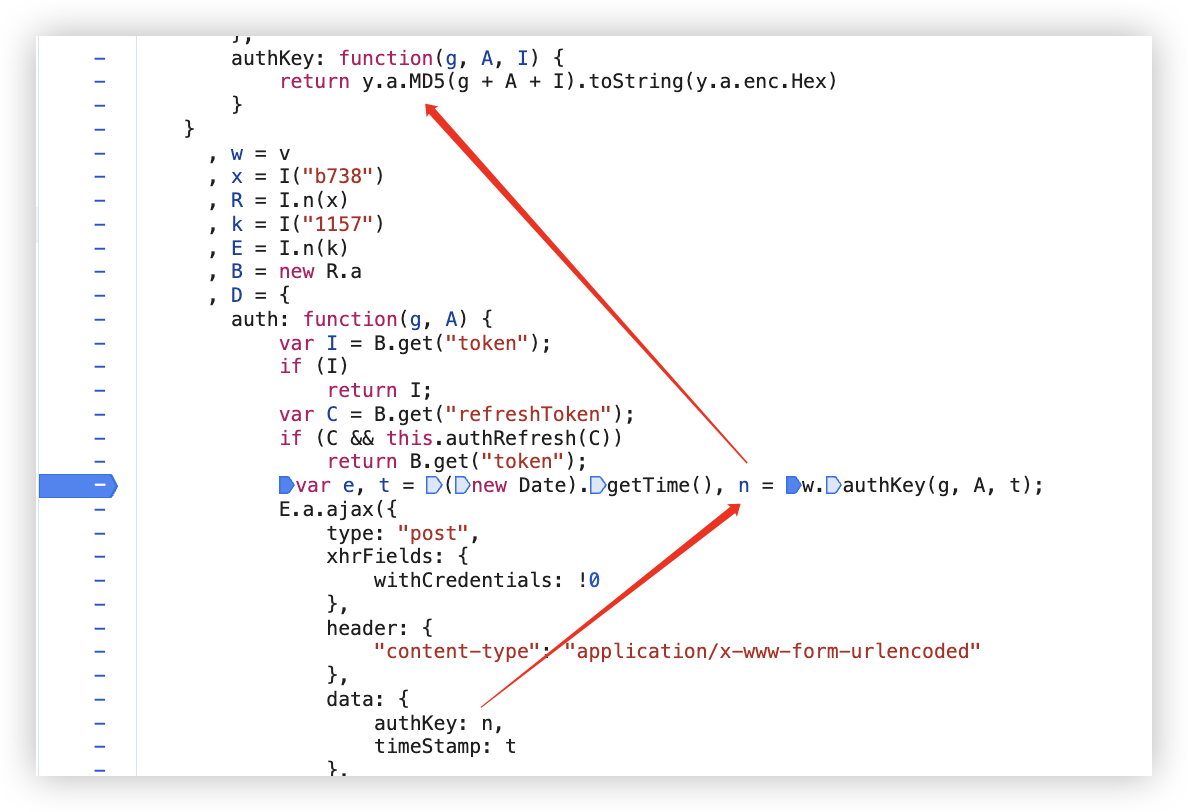 },
authKey: function(g, A, I) {
return y.a.MD5(g + A + I).toString(y.a.enc.Hex)
}
}
, w = v
, x = I("b738")
, R = I.n(x)
, k = I("1157")
, E = I.n(k)
, B = new R.a
, D = {
auth: function(g, A) {
var I = B.get("token");
if (I)
return I;
var C = B.get("refreshToken");
if (C && this.authRefresh(C))
return B.get("token");
var e, t = (new Date).getTime(), n = w.authKey(g, A, t);
E.a.ajax({
type: "post",
xhrFields: {
withCredentials: !0
},
header: {
"content-type": "application/x-www-form-urlencoded"
},
data: {
authKey: n,
timeStamp: t
},